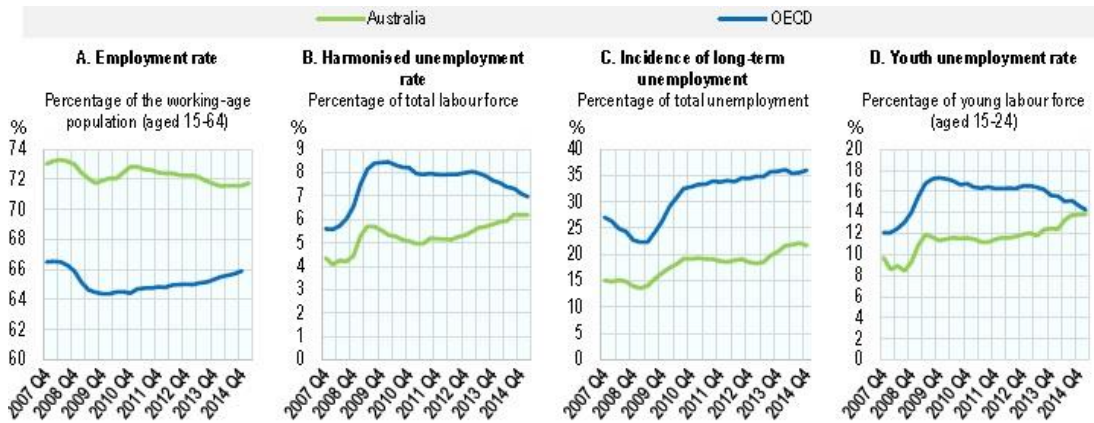 Australia
OECD
A. Employment rate
Percentage of the working-age
population (aged 15-64)
%
74
72
70
68
66
64
62
60
2007 Q4
2008 Q4
2009 Q4
2010 Q4
2011 Q4
2012 Q4
2013 Q4
2014 Q4
B. Harmonised unemployment
rate
Percentage of total labour force
%
9
8
7
6
5
4
3
2
1
0
2007 Q4
2008 Q4
2009 Q4
2010 Q4
2011 Q4
2012 Q4
2013 Q4
2014 Q4
C. Incidence of long-term
unemployment
Percentage of total unemployment
%
40
35
30
25
20
15
10
5
0
2007 Q4
2008 Q4
2009 Q4
2010 Q4
2011 Q4
2012 Q4
2013 Q4
2014 Q4
D. Youth unemployment rate
Percentage of young labour force
(aged 15-24)
%
20
18
16
14
12
10
8
6
4
2
0
2007 Q4
2008 Q4
2009 Q4
2010 Q4
2011 Q4
2012 Q4
2013 Q4
2014 Q4